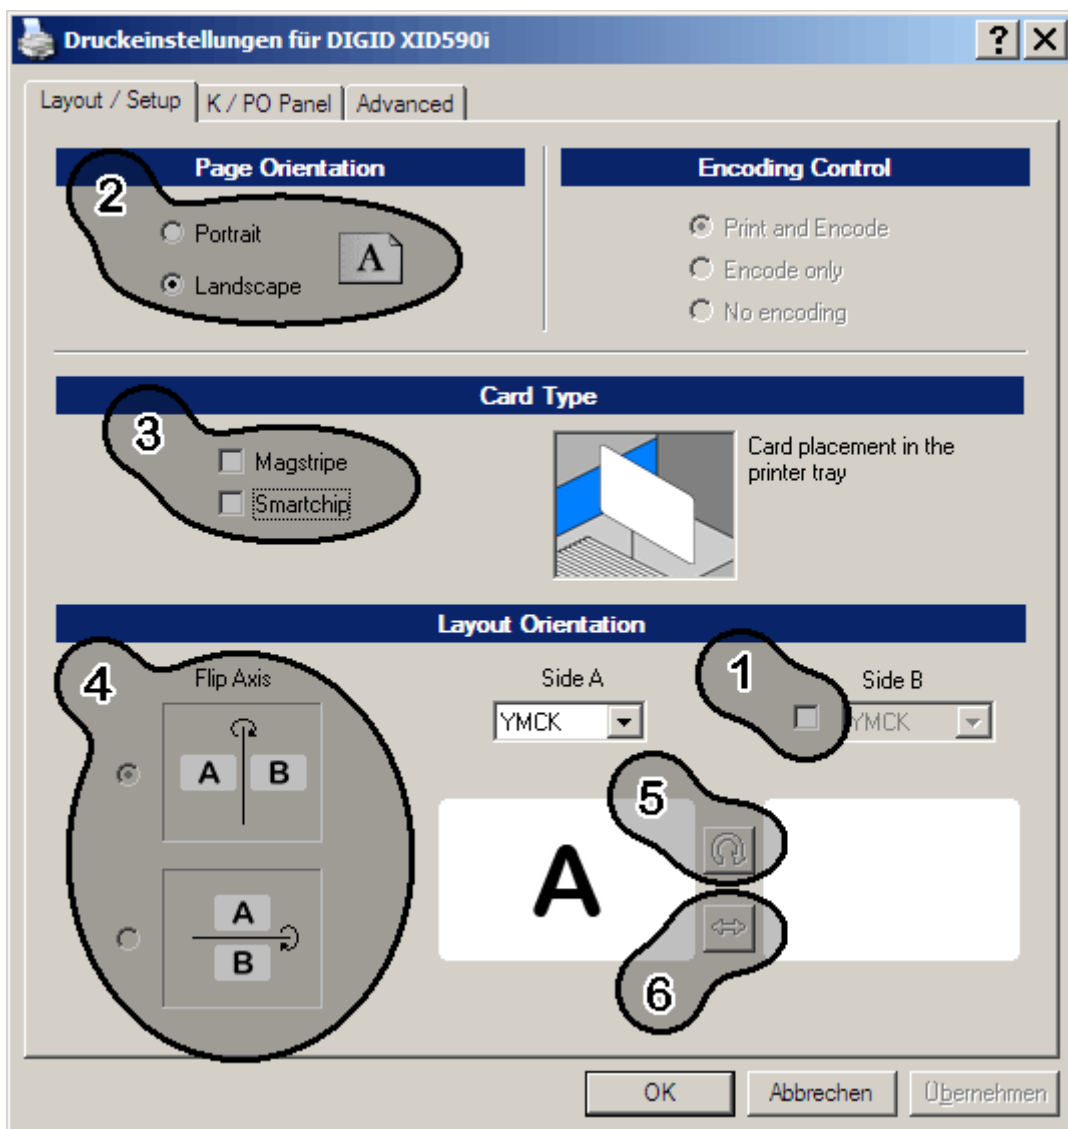 Druckeinstellungen für DIGID XID590i
Layout / Setup K / PO Panel Advanced
Page Orientation
2
Portrait
A
Landscape
Encoding Control
Print and Encode
Encode only
No encoding
Card Type
3
Magstripe
Smartchip
Card placement in the
printer tray
Layout Orientation
4
Flip Axis
A B
A
B
Side A
YMCK
1
Side B
YMCK
5
A
6
OK Abbrechen Übernehmen